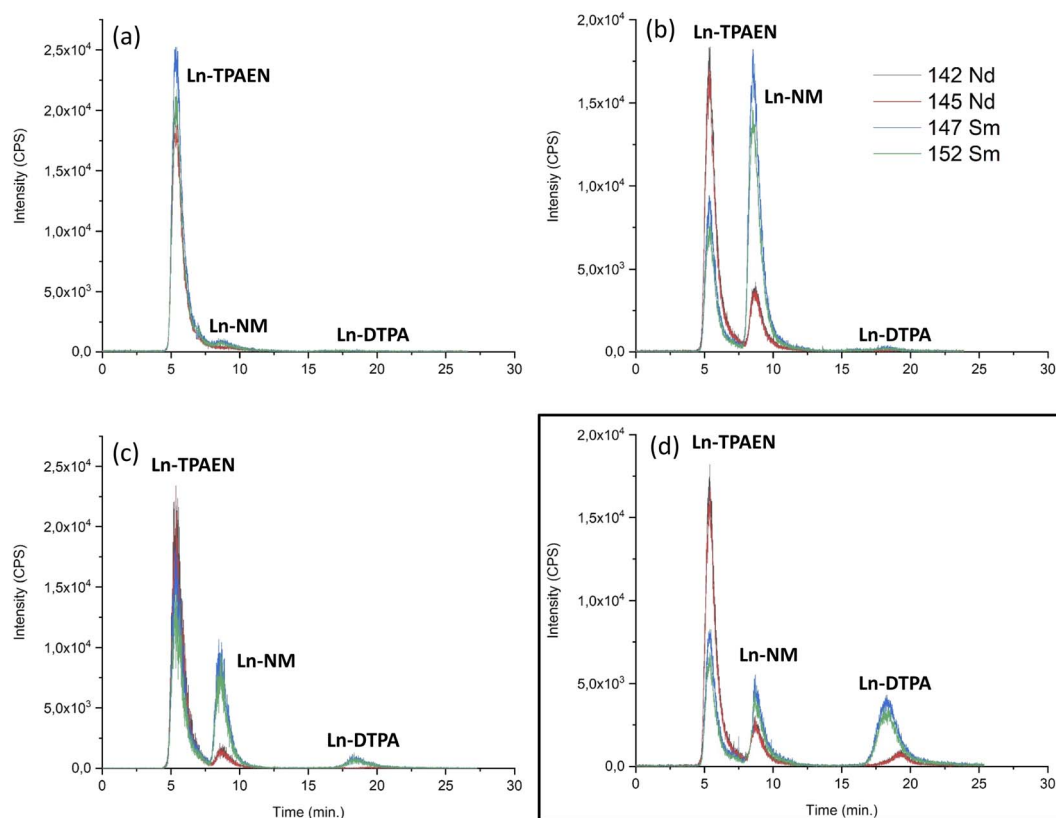 (a)
Intensity (CPS)
2,5x10⁴
2,0x10⁴
1,5x10⁴
1,0x10⁴
5,0x10³
0,0
Ln-TPAEN
Ln-NM
Ln-DTPA
0 5 10 15 20 25 30
(b)
Intensiy (CPS)
2,0x10⁴
1,5x10⁴
1,0x10⁴
5,0x10³
0,0
Ln-TPAEN
Ln-NM
Ln-DTPA
142 Nd
145 Nd
147 Sm
152 Sm
0 5 10 15 20 25 30
(c)
Intensity (CPS)
2,5x10⁴
2,0x10⁴
1,5x10⁴
1,0x10⁴
5,0x10³
0,0
Ln-TPAEN
Ln-NM
Ln-DTPA
0 5 10 15 20 25 30
Time (min.)
(d)
Intensity (CPS)
2,0x10⁴
1,5x10⁴
1,0x10⁴
5,0x10³
0,0
Ln-TPAEN
Ln-NM
Ln-DTPA
0 5 10 15 20 25 30
Time (min.)